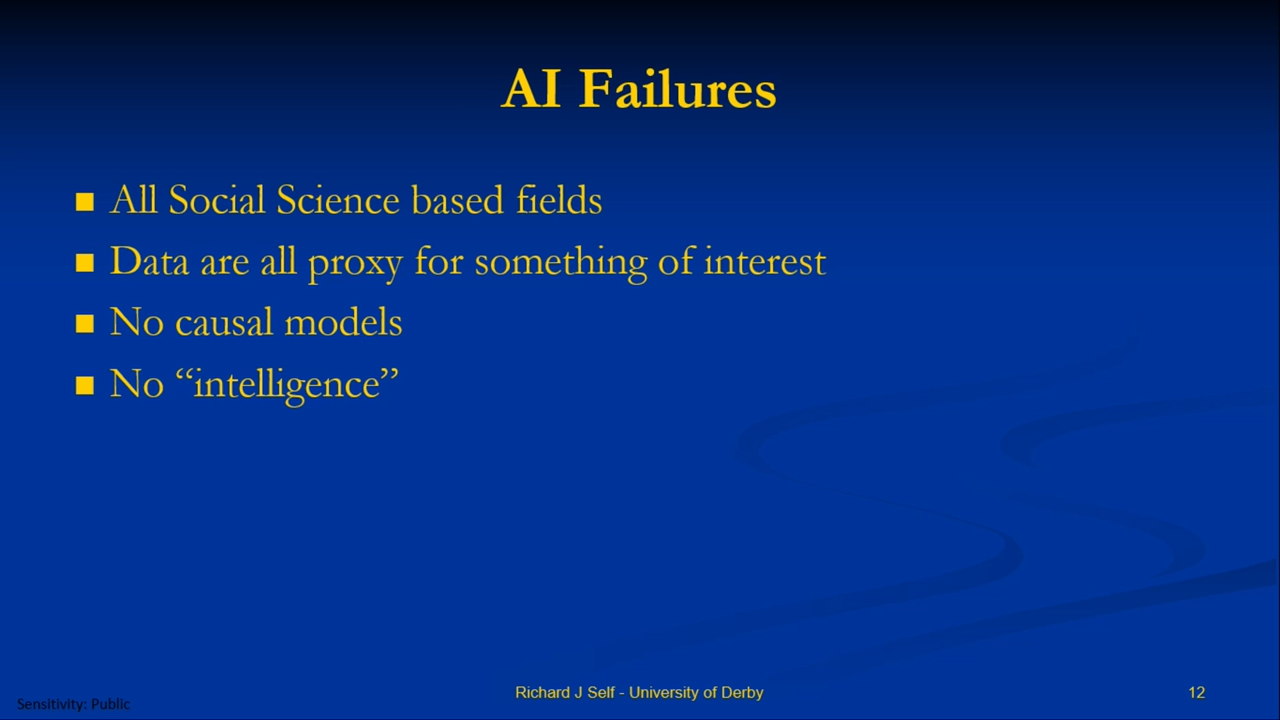 AI Failures
■ All Social Science based fields
■ Data are all proxy for something of interest
■ No causal models
■ No “intelligence”
Sensitivity: Public
Richard J Self - University of Derby
12